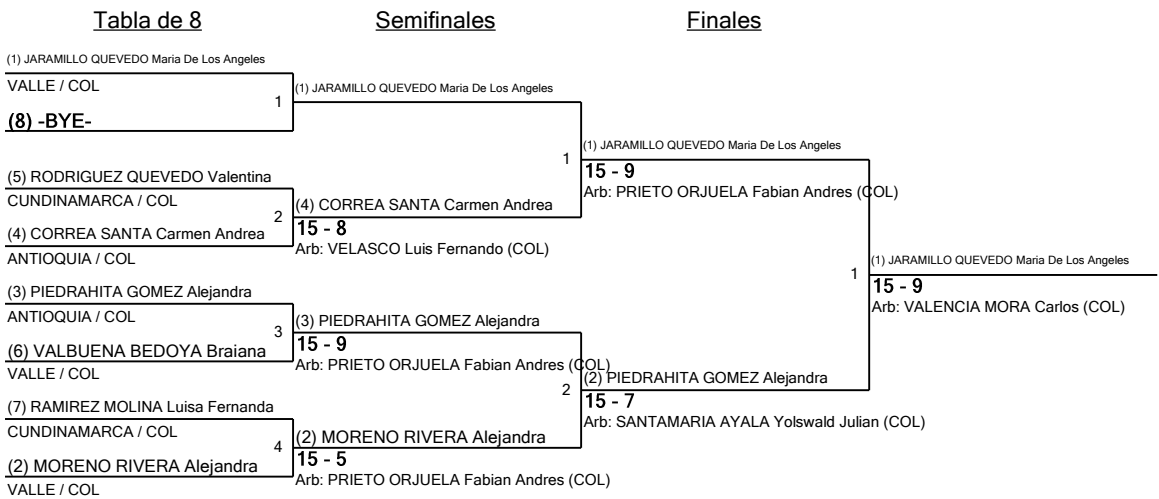 Tabla de 8
Semifinales
Finales
(1) JARAMILLO QUEVEDO Maria De Los Angeles
VALLE / COL
(8) -BYE-
1
(5) RODRIGUEZ QUEVEDO Valentina
CUNDINAMARCA / COL
(4) CORREA SANTA Carmen Andrea
ANTIOQUIA / COL
2
(3) PIEDRAHITA GOMEZ Alejandra
ANTIOQUIA / COL
(6) VALBUENA BEDOYA Braiana
VALLE / COL
3
(7) RAMIREZ MOLINA Luisa Fernanda
CUNDINAMARCA / COL
(2) MORENO RIVERA Alejandra
VALLE / COL
4
(1) JARAMILLO QUEVEDO Maria De Los Angeles
(4) CORREA SANTA Carmen Andrea
15 - 8
Arb: VELASCO Luis Fernando (COL)
1
(3) PIEDRAHITA GOMEZ Alejandra
15 - 9
Arb: PRIETO ORJUELA Fabian Andres (COL)
(2) MORENO RIVERA Alejandra
15 - 5
Arb: PRIETO ORJUELA Fabian Andres (COL)
2
(1) JARAMILLO QUEVEDO Maria De Los Angeles
15 - 9
Arb: PRIETO ORJUELA Fabian Andres (COL)
(2) PIEDRAHITA GOMEZ Alejandra
15 - 7
Arb: SANTAMARIA AYALA Yolswald Julian (COL)
1
(1) JARAMILLO QUEVEDO Maria De Los Angeles
15 - 9
Arb: VALENCIA MORA Carlos (COL)